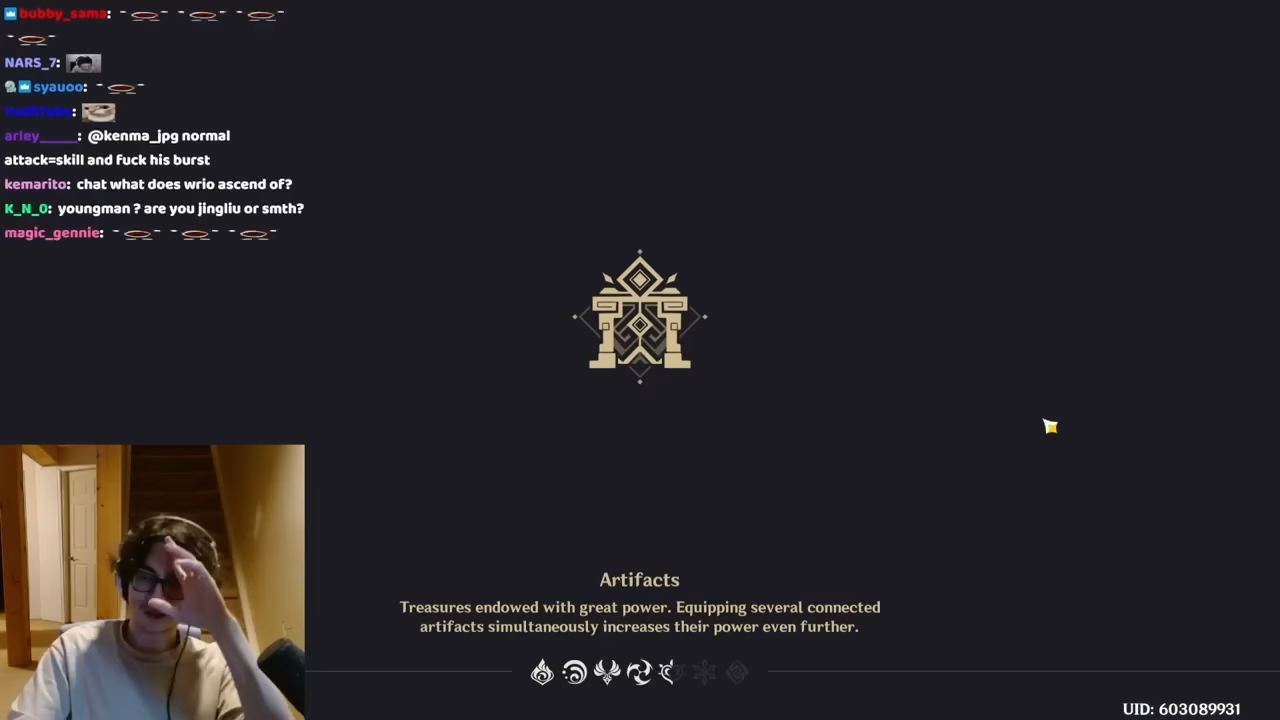 bubby_sama:
NARS_7:
syauoo:
YodhTube:
arley_____: @kenma_jpg normal
attack=skill and fuck his burst
kemarito: chat what does wrio ascend of?
K_N_0: youngman ? are you jingliu or smth?
magic_gennie:
Artifacts
Treasures endowed with great power. Equipping several connected
artifacts simultaneously increases their power even further.
UID: 603089931